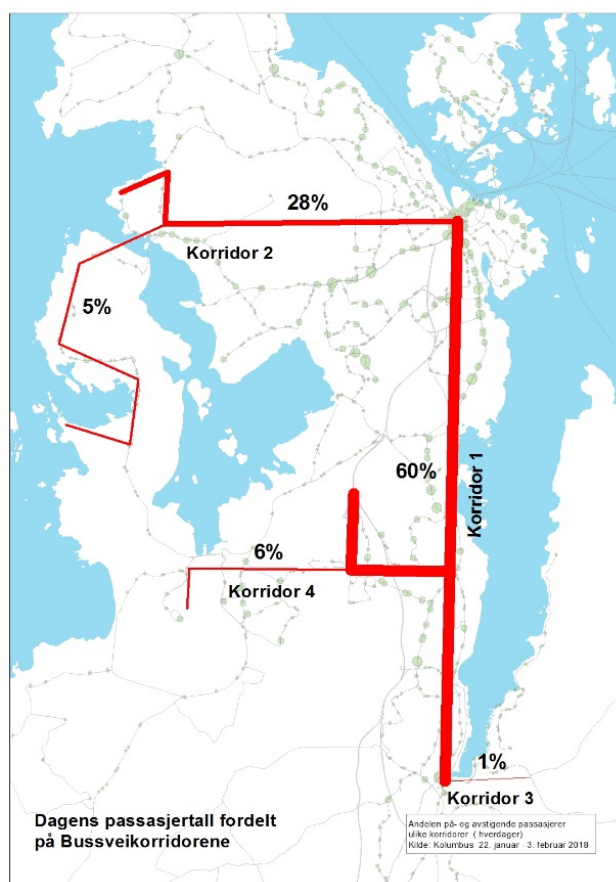 28%
Korridor 2
5%
60%
Korridor 1
6%
Korridor 4
1%
Korridor 3
Dagens passasjertall fordelt
på Bussveikorridorene
Andelen på- og avstigende passasjerer
ulike korridorer ( hverdager)
Kilde: Kolumbus 22. januar - 3. februar 2018